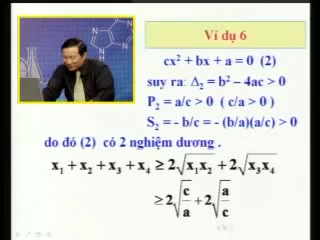 Ví dụ 6
cx² + bx + a = 0 (2)
suy ra: Δ₂ = b² – 4ac > 0
P₂ = a/c > 0 ( c/a > 0 )
S₂ = - b/c = - (b/a)(a/c) > 0
do đó (2) có 2 nghiệm dương .
x₁ + x₂ + x₃ + x₄ ≥ 2√x₁x₂ + 2√x₃x₄
≥ 2√(c/a) + 2√(a/c)